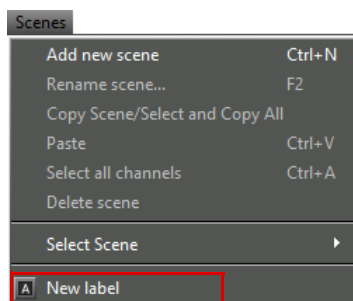 Scenes
Add new scene Ctrl+N
Rename scene... F2
Copy Scene/Select and Copy All
Paste Ctrl+V
Select all channels Ctrl+A
Delete scene
Select Scene
A New label